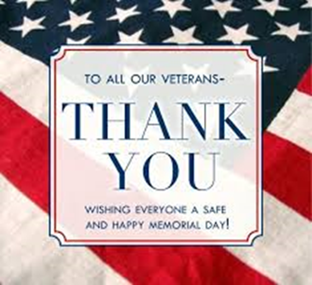 TO ALL OUR VETERANS-
THANK
YOU
WISHING EVERYONE A SAFE
AND HAPPY MEMORIAL DAY!